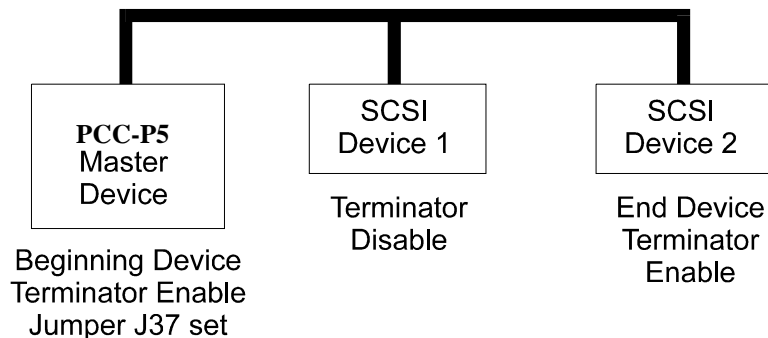 PCC-P5
Master
Device
Beginning Device
Terminator Enable
Jumper J37 set
SCSI
Device 1
Terminator
Disable
SCSI
Device 2
End Device
Terminator
Enable